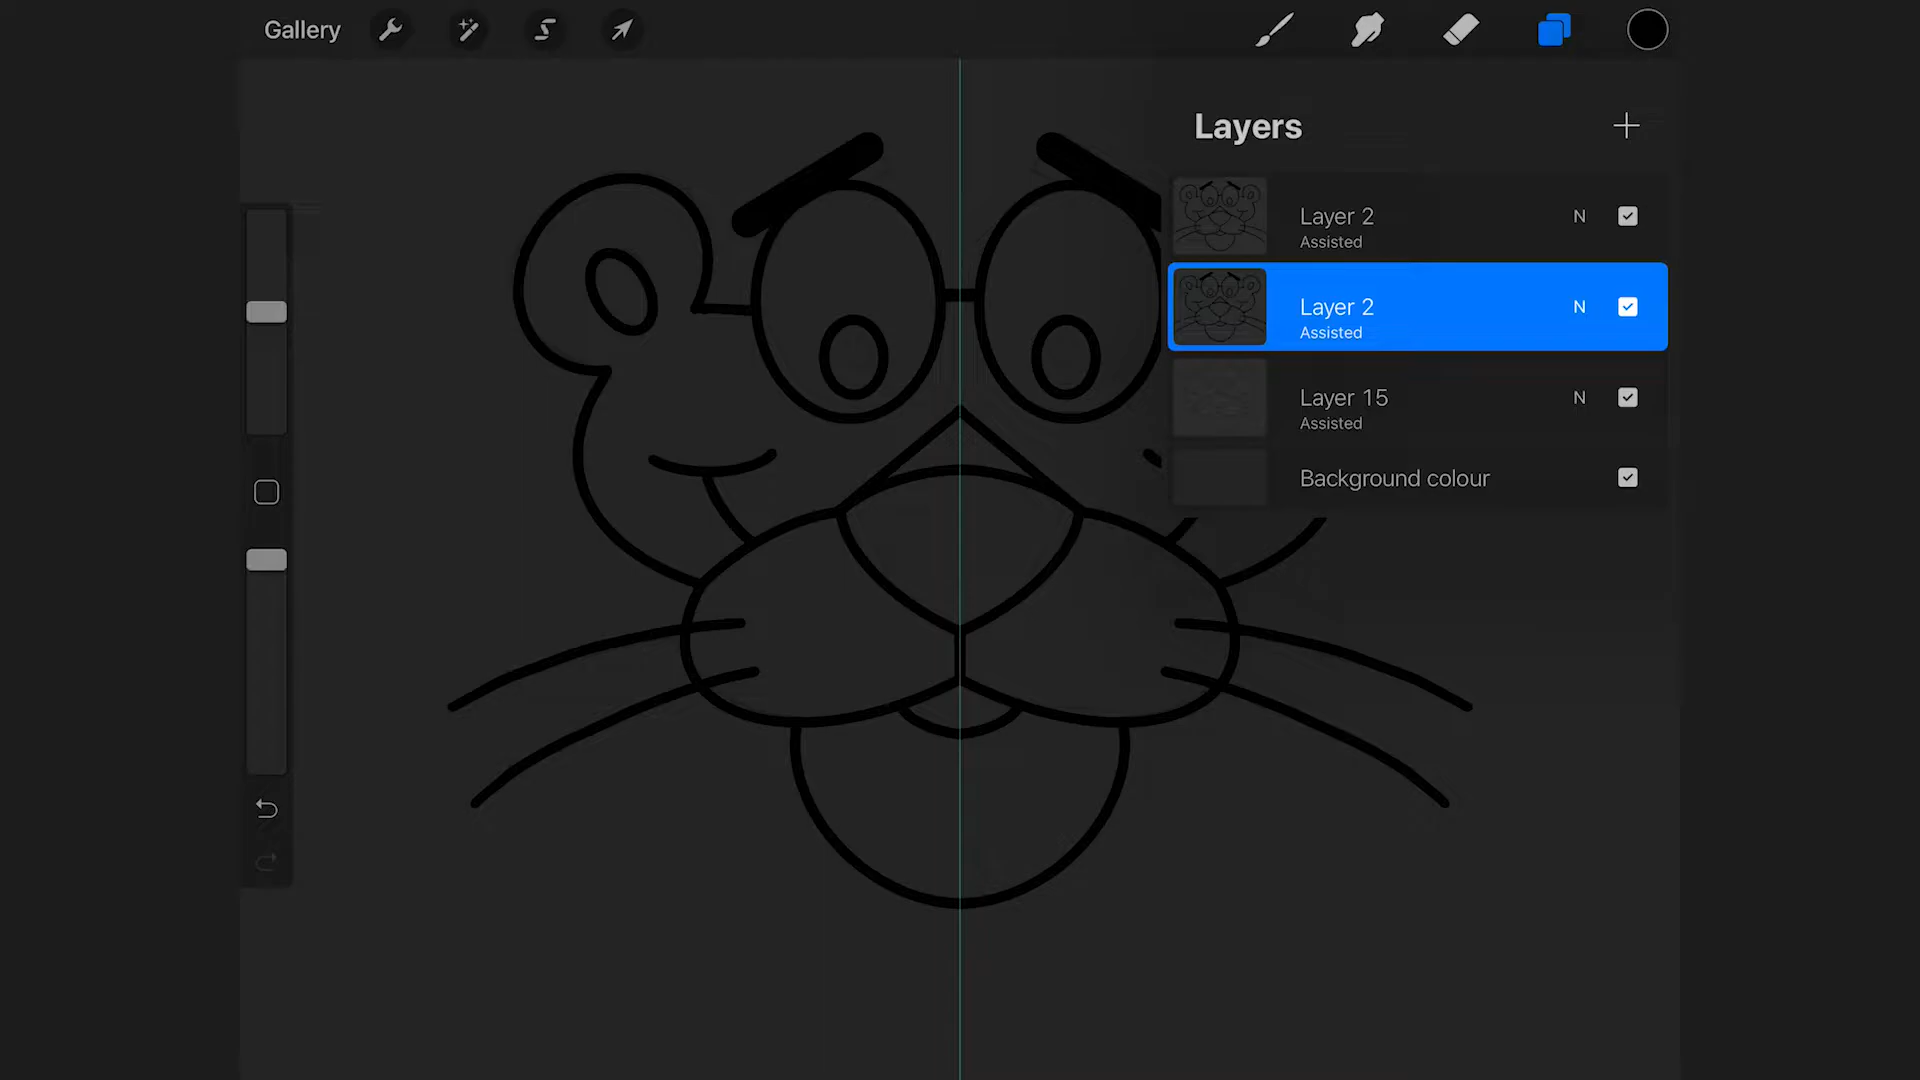 Gallery
Layers
Layer 2
N
Assisted
Layer 2
N
Assisted
Layer 15
N
Assisted
Background colour